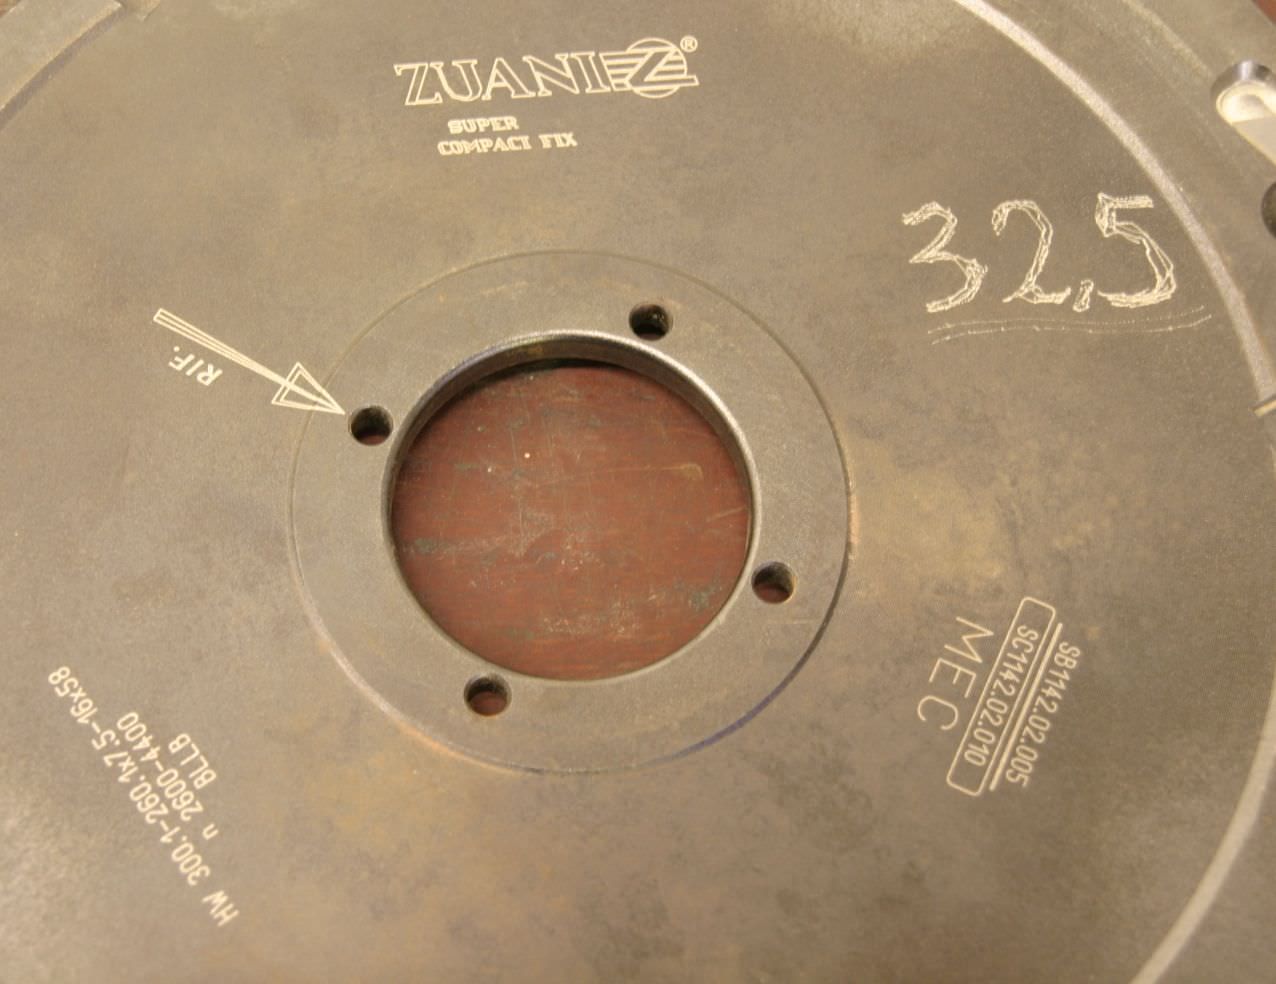 ZUANI Z®
SUPER
COMPACT FIX
32,5
RIF.
SB1142.02.005
SC1142.02.010
MEC
HW 300.1-260.1x7.5-16x58
n 2600-4400
BLLB